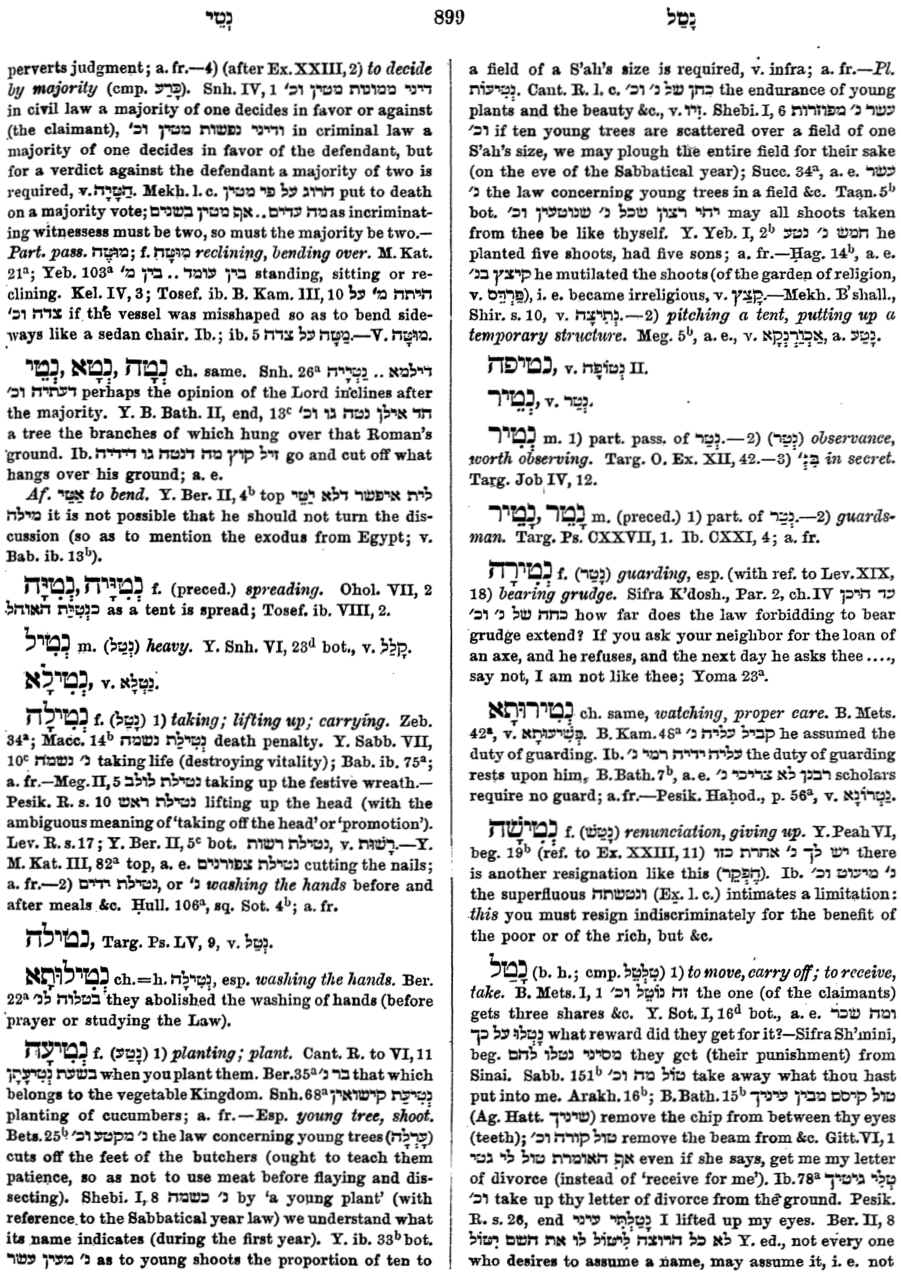 נְטֵי 899 נָטַל
perverts judgment; a. fr.—4) (after Ex. XXIII, 2) to decide
by majority (cmp. פָּרַע). Snh. IV, 1 דיני ממונות מטין וכ׳
in civil law a majority of one decides in favor or against
(the claimant), ודיני נפשות מטין וכ׳ in criminal law a
majority of one decides in favor of the defendant, but
for a verdict against the defendant a majority of two is
required, v. הַטָּיָה. Mekh. l. c. הרוג על פי מטין put to death
on a majority vote; מה עדים .. אף מטין בשנים as incriminat-
ing witnessess must be two, so must the majority be two.—
Part. pass. מוּטֶּה; f. מוּטָּה reclining, bending over. M. Kat.
21ᵃ; Yeb. 103ᵃ בין עומד .. בין מ׳ standing, sitting or re-
clining. Kel. IV, 3; Tosef. ib. B. Kam. III, 10 היתה מ׳ על
צדה וכ׳ if the vessel was misshaped so as to bend side-
ways like a sedan chair. Ib.; ib. 5 מַטָּה על צדה.—V. מוּטָּה.
נְטֵי, נְטָא, נְטָה ch. same. Snh. 26ᵃ דילמא .. נַטְיֵיה
דעתיה וכ׳ perhaps the opinion of the Lord inclines after
the majority. Y. B. Bath. II, end, 13ᶜ חד אילן נטה גו וכ׳
a tree the branches of which hung over that Roman's
ground. Ib. זיל קוץ מה דנטה גו דידיה go and cut off what
hangs over his ground; a. e.
Af. אַטֵּי to bend. Y. Ber. II, 4ᵇ top לית איפשר דלא יַטֵּי
מילה it is not possible that he should not turn the dis-
cussion (so as to mention the exodus from Egypt; v.
Bab. ib. 13ᵇ).
נְטִיָּה, נְטִוְיָה f. (preced.) spreading. Ohol. VII, 2
כנְטִיַּת האוהל as a tent is spread; Tosef. ib. VIII, 2.
נְטִיל m. (נָטַל) heavy. Y. Snh. VI, 23ᵈ bot., v. קָלַל.
נְטִילָא, v. נַטְלָא.
נְטִילָה f. (נָטַל) 1) taking; lifting up; carrying. Zeb.
34ᵃ; Macc. 14ᵇ נְטִילַת נשמה death penalty. Y. Sabb. VII,
10ᶜ נ׳ נשמה taking life (destroying vitality); Bab. ib. 75ᵃ;
a. fr.—Meg. II, 5 נטילת לולב taking up the festive wreath.—
Pesik. R. s. 10 נטילת ראש lifting up the head (with the
ambiguous meaning of 'taking off the head' or 'promotion').
Lev. R. s. 17; Y. Ber. II, 5ᶜ bot. נטילת רשות, v. רָשׁוּת.—Y.
M. Kat. III, 82ᵃ top, a. e. נטילת צפורנים cutting the nails;
a. fr.—2) נטילת ידים, or נ׳ washing the hands before and
after meals &c. Ḥull. 106ᵃ, sq. Sot. 4ᵇ; a. fr.
נטילה, Targ. Ps. LV, 9, v. נְטַל.
נְטִילוּתָא ch.=h. נְטִילָה, esp. washing the hands. Ber.
22ᵃ בטלוה לנ׳ they abolished the washing of hands (before
prayer or studying the Law).
נְטִיעָה f. (נָטַע) 1) planting; plant. Cant. R. to VI, 11
בשעת נְטִיעָתָן when you plant them. Ber. 35ᵃ בר נ׳ that which
belongs to the vegetable Kingdom. Snh. 68ᵃ נְטִיעַת קישואין
planting of cucumbers; a. fr.—Esp. young tree, shoot.
Bets. 25ᵇ נ׳ מקטע וכ׳ the law concerning young trees (עָרְלָה)
cuts off the feet of the butchers (ought to teach them
patience, so as not to use meat before flaying and dis-
secting). Shebi. I, 8 נ׳ כשמה by 'a young plant' (with
reference to the Sabbatical year law) we understand what
its name indicates (during the first year). Y. ib. 33ᵇ bot.
נ׳ מעין עשר as to young shoots the proportion of ten to
a field of a S'ah's size is required, v. infra; a. fr.—Pl.
נְטִיעוֹת. Cant. R. l. c. כחן של נ׳ וכ׳ the endurance of young
plants and the beauty &c., v. זִיו. Shebi. I, 6 עשר נ׳ מפוזרות
וכ׳ if ten young trees are scattered over a field of one
S'ah's size, we may plough the entire field for their sake
(on the eve of the Sabbatical year); Succ. 34ᵃ, a. e. עשר
נ׳ the law concerning young trees in a field &c. Taan. 5ᵇ
bot. יהי רצון שכל נ׳ שנוטעין וכ׳ may all shoots taken
from thee be like thyself. Y. Yeb. I, 2ᵇ חמש נ׳ נטע he
planted five shoots, had five sons; a. fr.—Ḥag. 14ᵇ, a. e.
קיצץ בנ׳ he mutilated the shoots (of the garden of religion,
v. פַּרְדֵּס), i. e. became irreligious, v. קָצַץ.—Mekh. B'shall.,
Shir. s. 10, v. נְתִיצָה.—2) pitching a tent, putting up a
temporary structure. Meg. 5ᵇ, a. e., v. אַכְוַרְנְקָא, a. נָטַע.
נטיפה, v. נְטוֹפָה II.
נְטֵיר, v. נְטַר.
נְטִיר m. 1) part. pass. of נְטַר.—2) (נְטַר) observance,
worth observing. Targ. O. Ex. XII, 42.—3) בִּנְ׳ in secret.
Targ. Job IV, 12.
נָטֵיר, נָטֵר m. (preced.) 1) part. of נְטַר.—2) guards-
man. Targ. Ps. CXXVII, 1. Ib. CXXI, 4; a. fr.
נְטִירָה f. (נָטַר) guarding, esp. (with ref. to Lev. XIX,
18) bearing grudge. Sifra K'dosh., Par. 2, ch. IV עד היכן
כחה של נ׳ וכ׳ how far does the law forbidding to bear
grudge extend? If you ask your neighbor for the loan of
an axe, and he refuses, and the next day he asks thee ....,
say not, I am not like thee; Yoma 23ᵃ.
נְטִירוּתָא ch. same, watching, proper care. B. Mets.
42ᵃ, v. פְּשִׁיעוּתָא. B. Kam. 48ᵃ קביל עליה נ׳ he assumed the
duty of guarding. Ib. עליה ידיה רמי נ׳ the duty of guarding
rests upon him. B. Bath. 7ᵇ, a. e. רבנן לא צריכי נ׳ scholars
require no guard; a. fr.—Pesik. Haḥod., p. 56ᵃ, v. נַטְרוֹנָא.
נְטִישָׁה f. (נָטַשׁ) renunciation, giving up. Y. Peah VI,
beg. 19ᵇ (ref. to Ex. XXIII, 11) יש לך נ׳ אחרת כזו there
is another resignation like this (הֶפְקֵר). Ib. נ׳ מיעוט וכ׳
the superfluous ונטשתה (Ex. l. c.) intimates a limitation:
this you must resign indiscriminately for the benefit of
the poor or of the rich, but &c.
נָטַל (b. h.; cmp. טִלְטֵל) 1) to move, carry off; to receive,
take. B. Mets. I, 1 זה נוֹטֵל וכ׳ the one (of the claimants)
gets three shares &c. Y. Sot. I, 16ᵈ bot., a. e. ומה שכר
נָטְלוּ על כך what reward did they get for it?—Sifra Sh'mini,
beg. מסיני נטלו להם they get (their punishment) from
Sinai. Sabb. 151ᵇ טוֹל מה וכ׳ take away what thou hast
put into me. Arakh. 16ᵇ; B. Bath. 15ᵇ טול קיסם מבין עיניך
(Ag. Hatt. שיניך) remove the chip from between thy eyes
(teeth); טול קורה וכ׳ remove the beam from &c. Gitt. VI, 1
אף האומרת טול לי גטי even if she says, get me my letter
of divorce (instead of 'receive for me'). Ib. 78ᵃ טְלִי גיטיך
וכ׳ take up thy letter of divorce from the ground. Pesik.
R. s. 26, end נָטַלְתִּי עיני I lifted up my eyes. Ber. II, 8
לא כל הרוצה לִיטוֹל לו את השם יִטּוֹל Y. ed., not every one
who desires to assume a name, may assume it, i. e. not